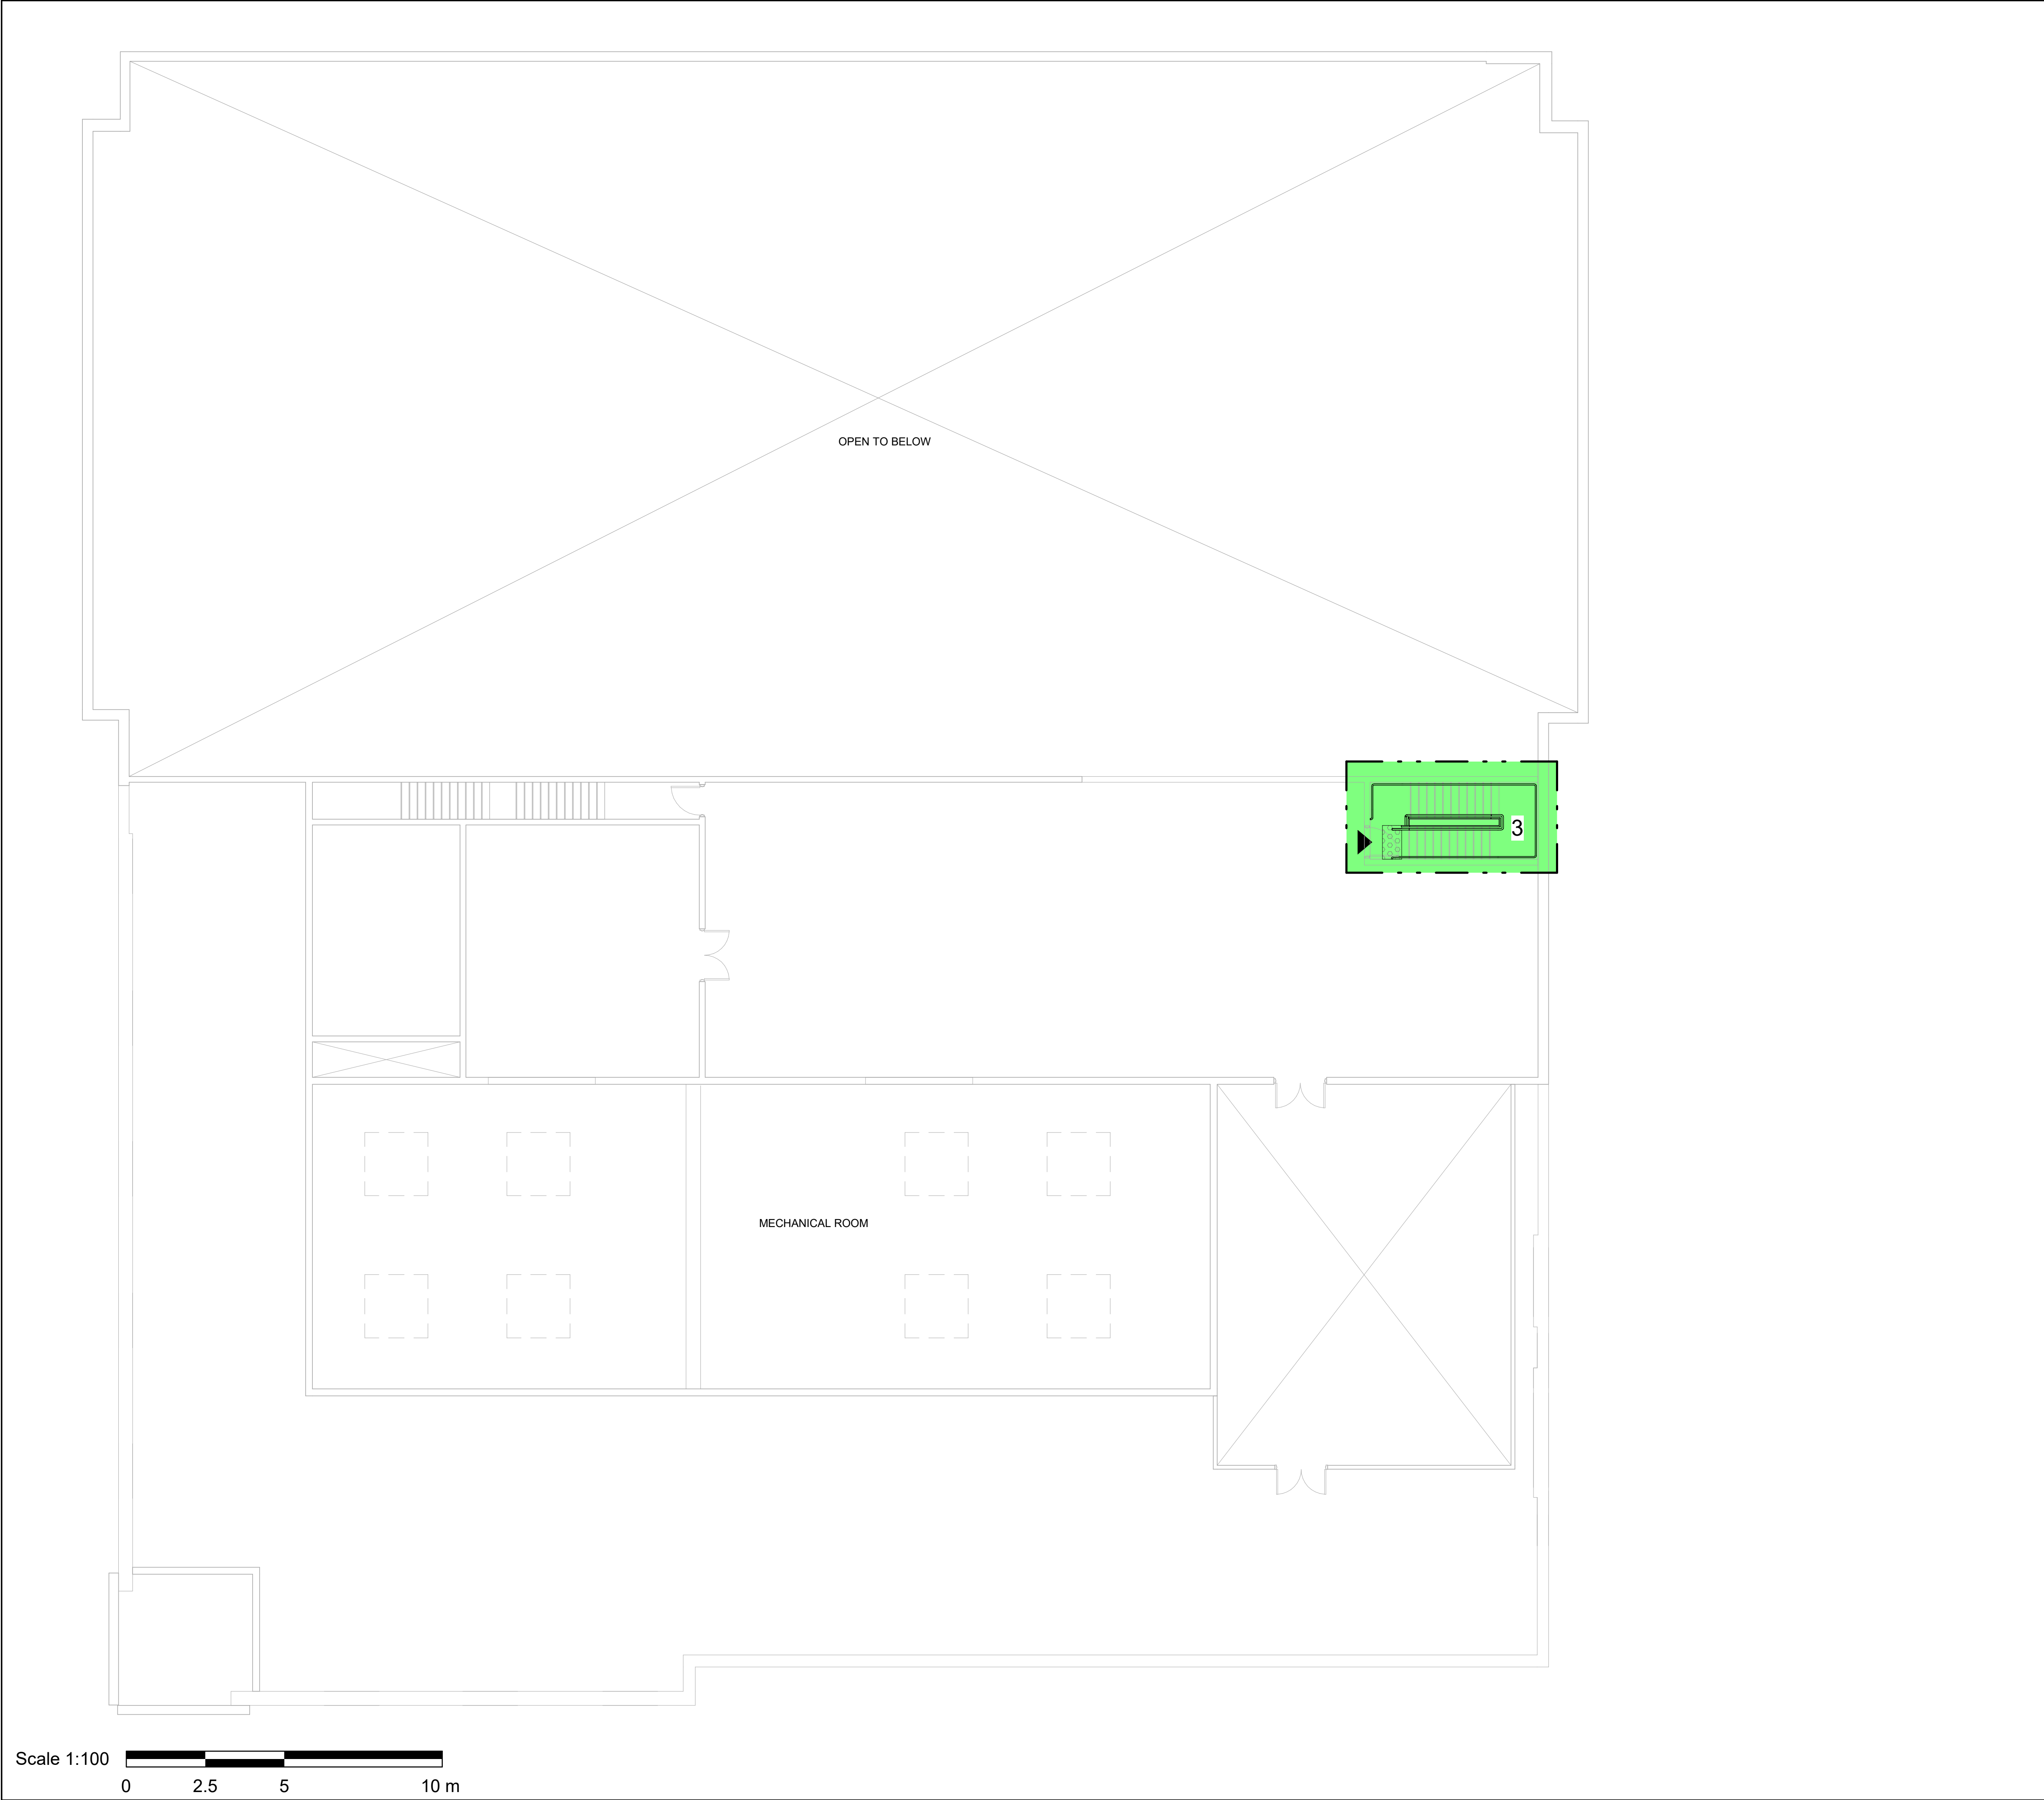 OPEN TO BELOW
3
MECHANICAL ROOM
Scale 1:100
0 2.5 5 10 m